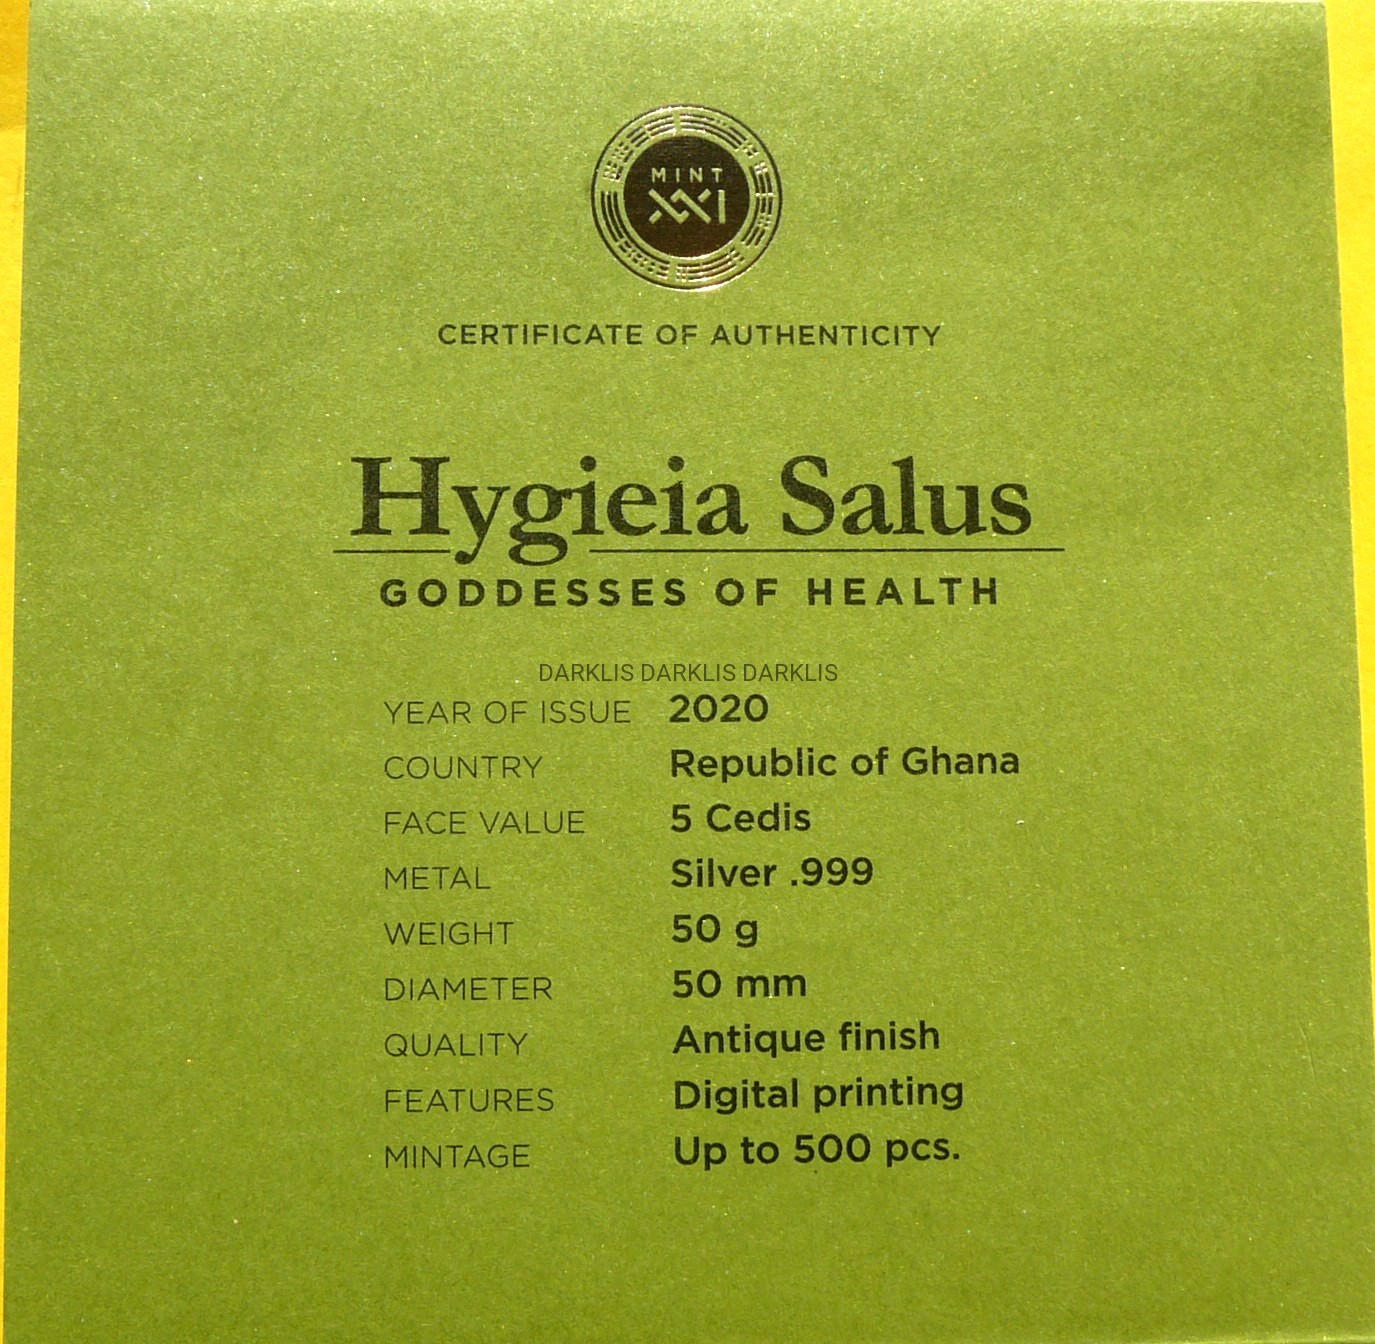 MINT
XXI
CERTIFICATE OF AUTHENTICITY
Hygieia Salus
GODDESSES OF HEALTH
DARKLIS DARKLIS DARKLIS
YEAR OF ISSUE 2020
COUNTRY Republic of Ghana
FACE VALUE 5 Cedis
METAL Silver .999
WEIGHT 50 g
DIAMETER 50 mm
QUALITY Antique finish
FEATURES Digital printing
MINTAGE Up to 500 pcs.